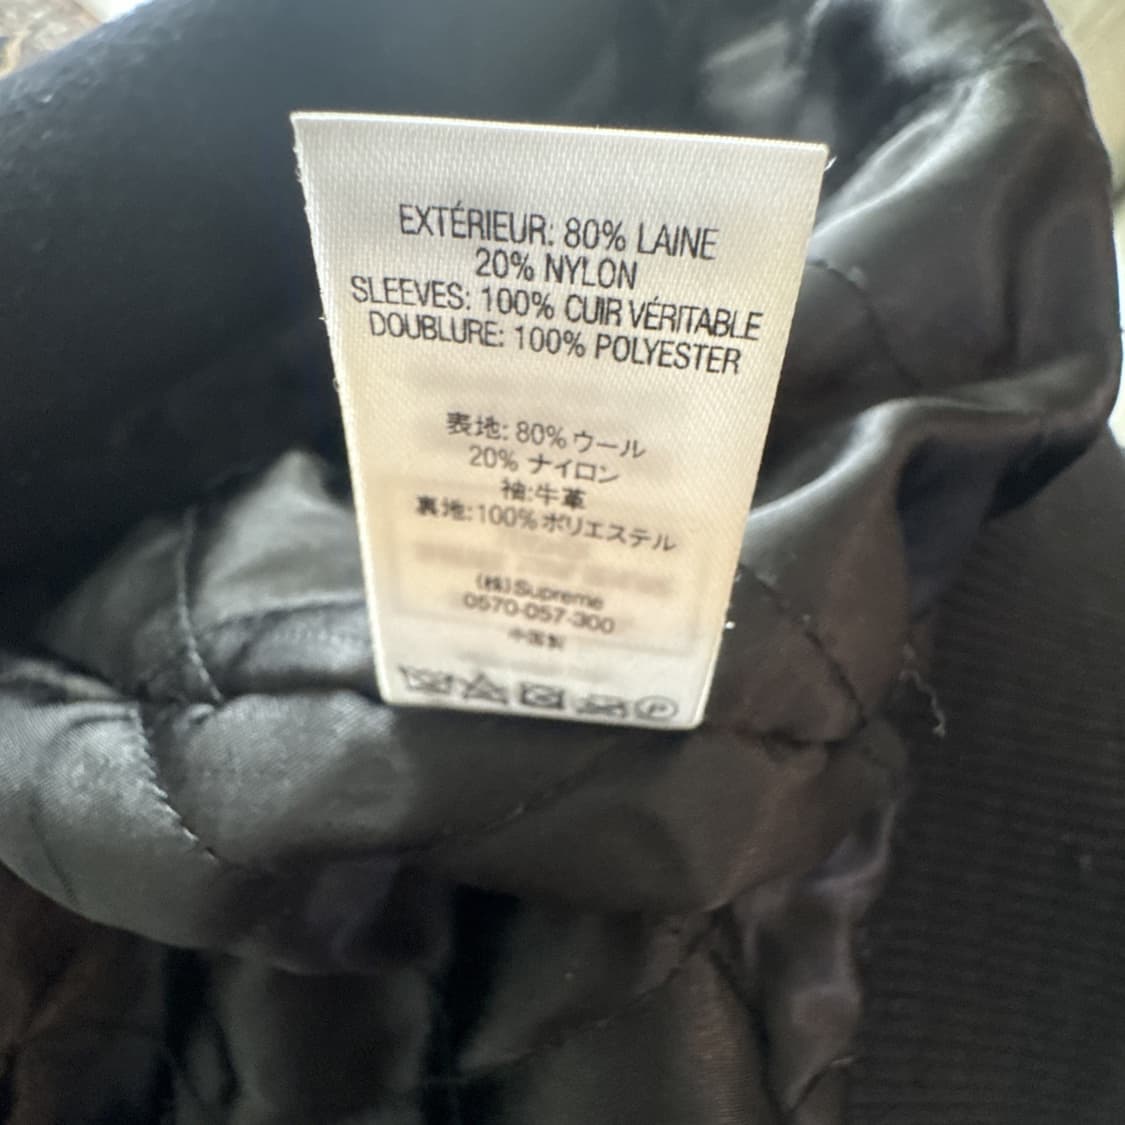 EXTÉRIEUR: 80% LAINE
20% NYLON
SLEEVES: 100% CUIR VÉRITABLE
DOUBLURE: 100% POLYESTER
表地: 80% ウール
20% ナイロン
袖:牛革
裏地:100%ポリエステル
(株)Supreme
0570-057-300
中国製